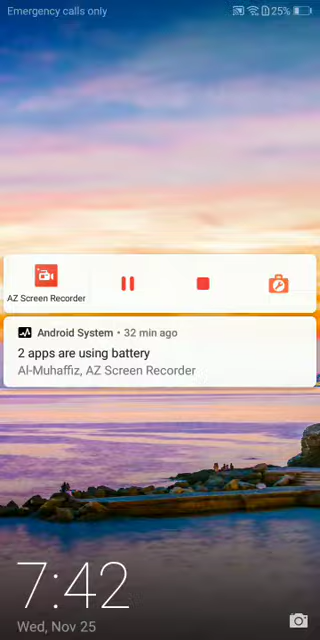 Emergency calls only
25%
AZ Screen Recorder
Android System • 32 min ago
2 apps are using battery
Al-Muhaffiz, AZ Screen Recorder
7:42
Wed, Nov 25